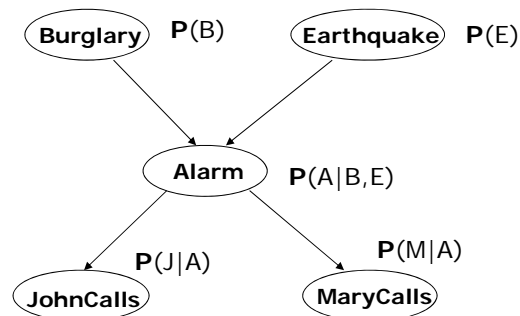 Burglary P(B)
Earthquake P(E)
Alarm
P(A|B,E)
P(J|A)
P(M|A)
JohnCalls
MaryCalls